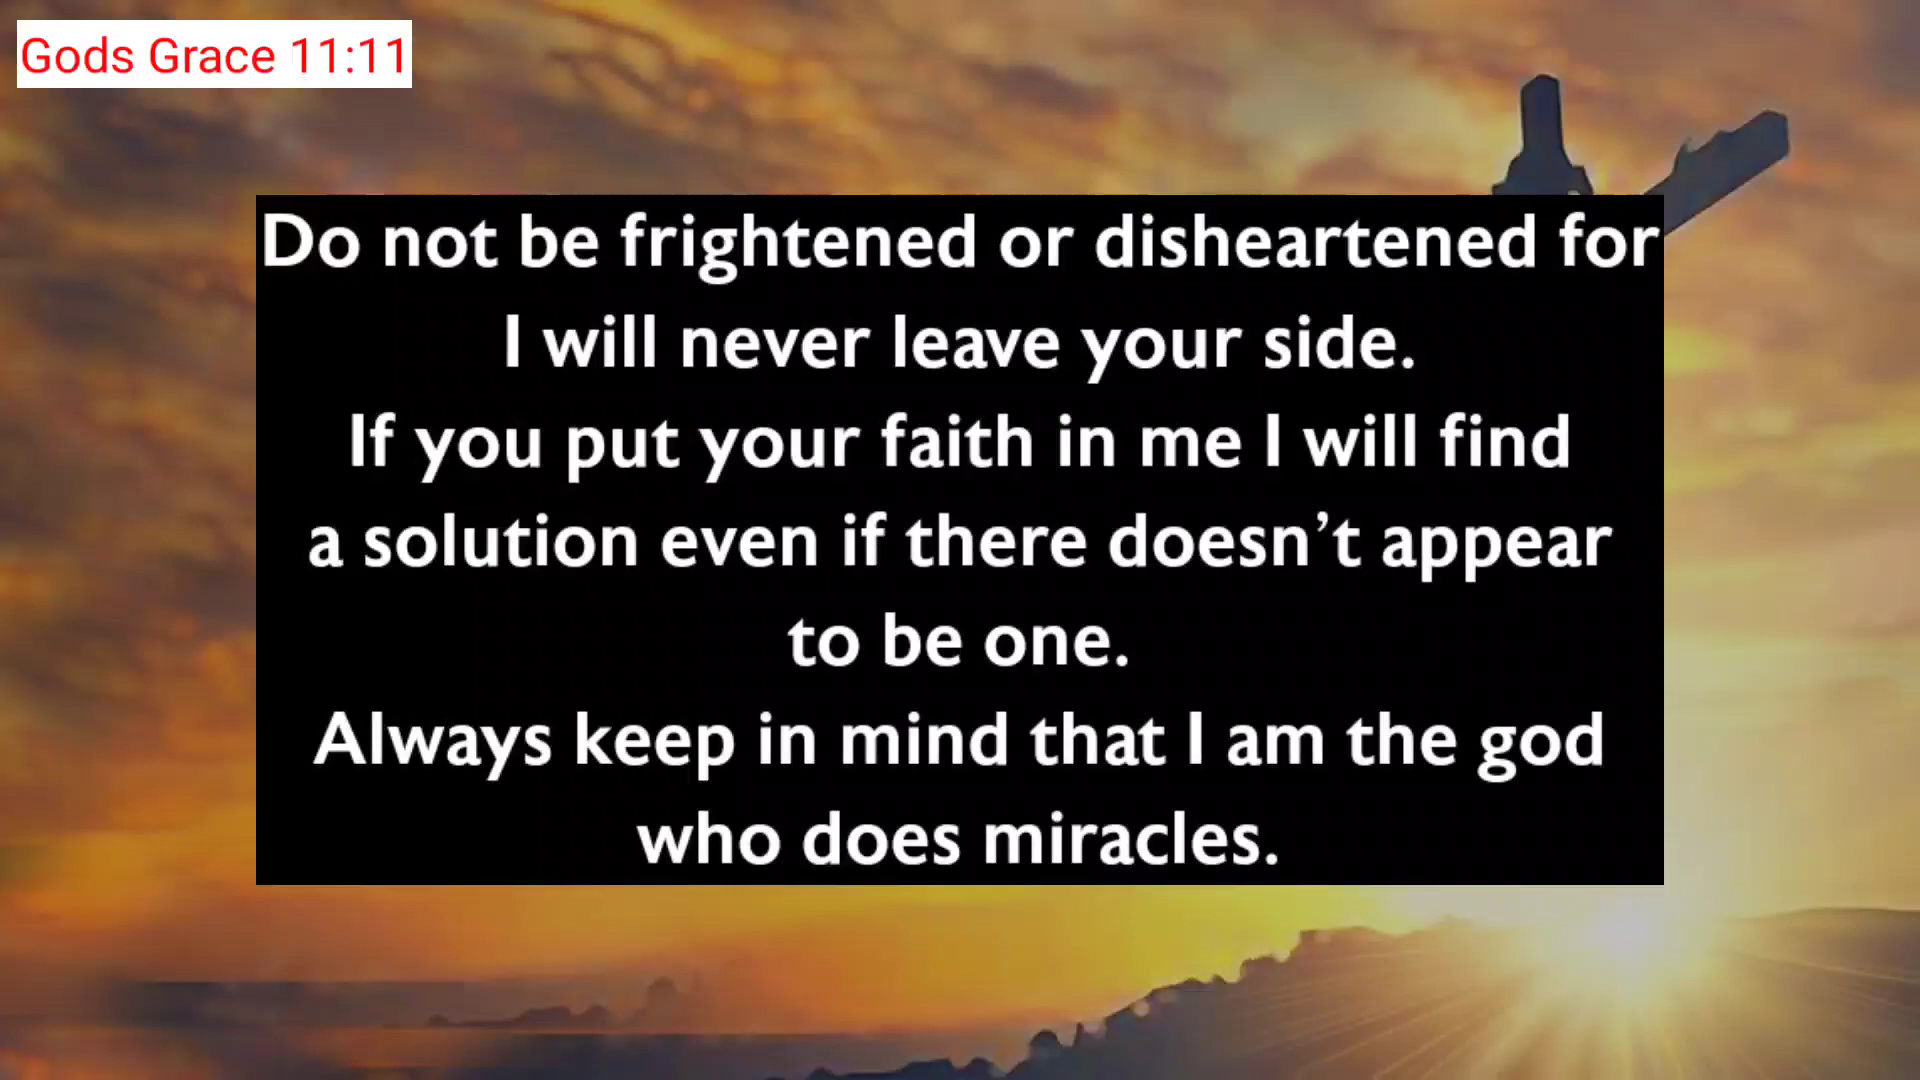 Gods Grace 11:11
Do not be frightened or disheartened for
I will never leave your side.
If you put your faith in me I will find
a solution even if there doesn’t appear
to be one.
Always keep in mind that I am the god
who does miracles.